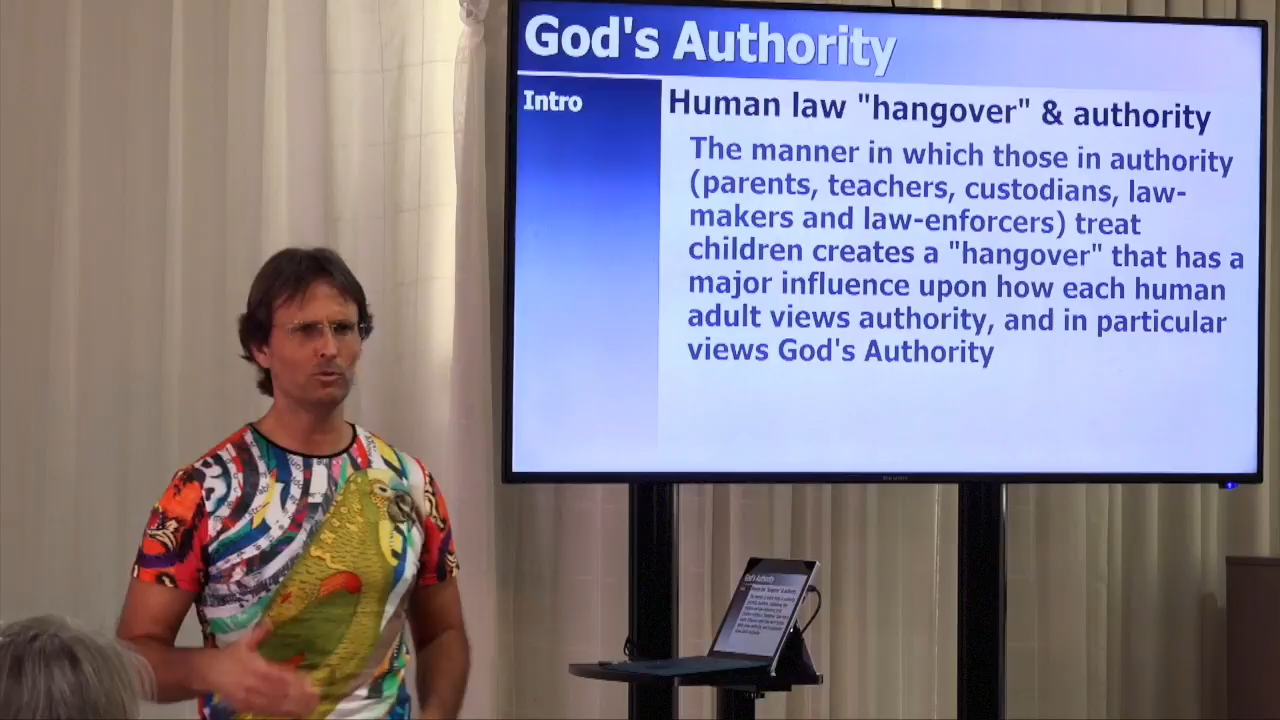 God's Authority
Intro
Human law "hangover" & authority
The manner in which those in authority
(parents, teachers, custodians, law-
makers and law-enforcers) treat
children creates a "hangover" that has a
major influence upon how each human
adult views authority, and in particular
views God's Authority
God's Authority